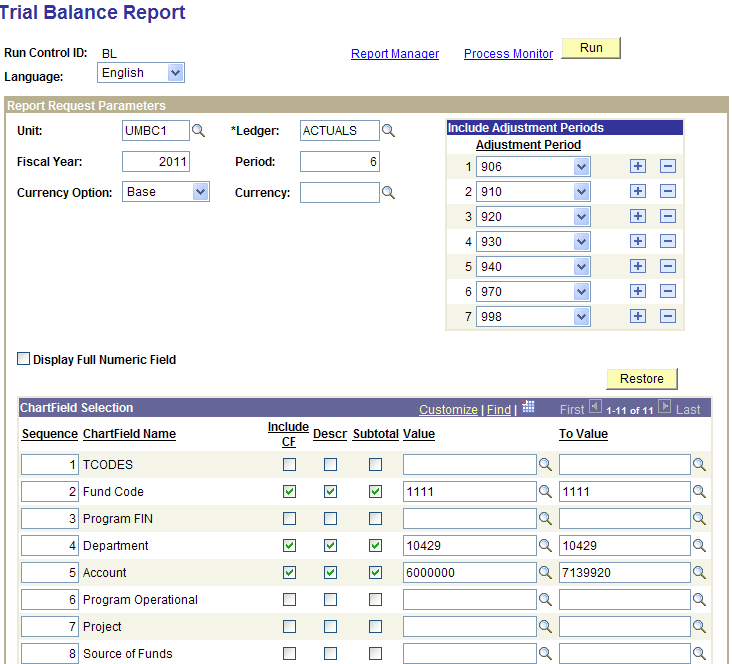 Trial Balance Report
Run Control ID: BL Report Manager Process Monitor Run
Language: English
Report Request Parameters
Unit: UMBC1 *Ledger: ACTUALS
Fiscal Year: 2011 Period: 6
Currency Option: Base Currency:
Include Adjustment Periods
Adjustment Period
1 906
2 910
3 920
4 930
5 940
6 970
7 998
Display Full Numeric Field
Restore
ChartField Selection Customize | Find | First 1-11 of 11 Last
Sequence ChartField Name Include CF Descr Subtotal Value To Value
1 TCODES
2 Fund Code 1111 1111
3 Program FIN
4 Department 10429 10429
5 Account 6000000 7139920
6 Program Operational
7 Project
8 Source of Funds